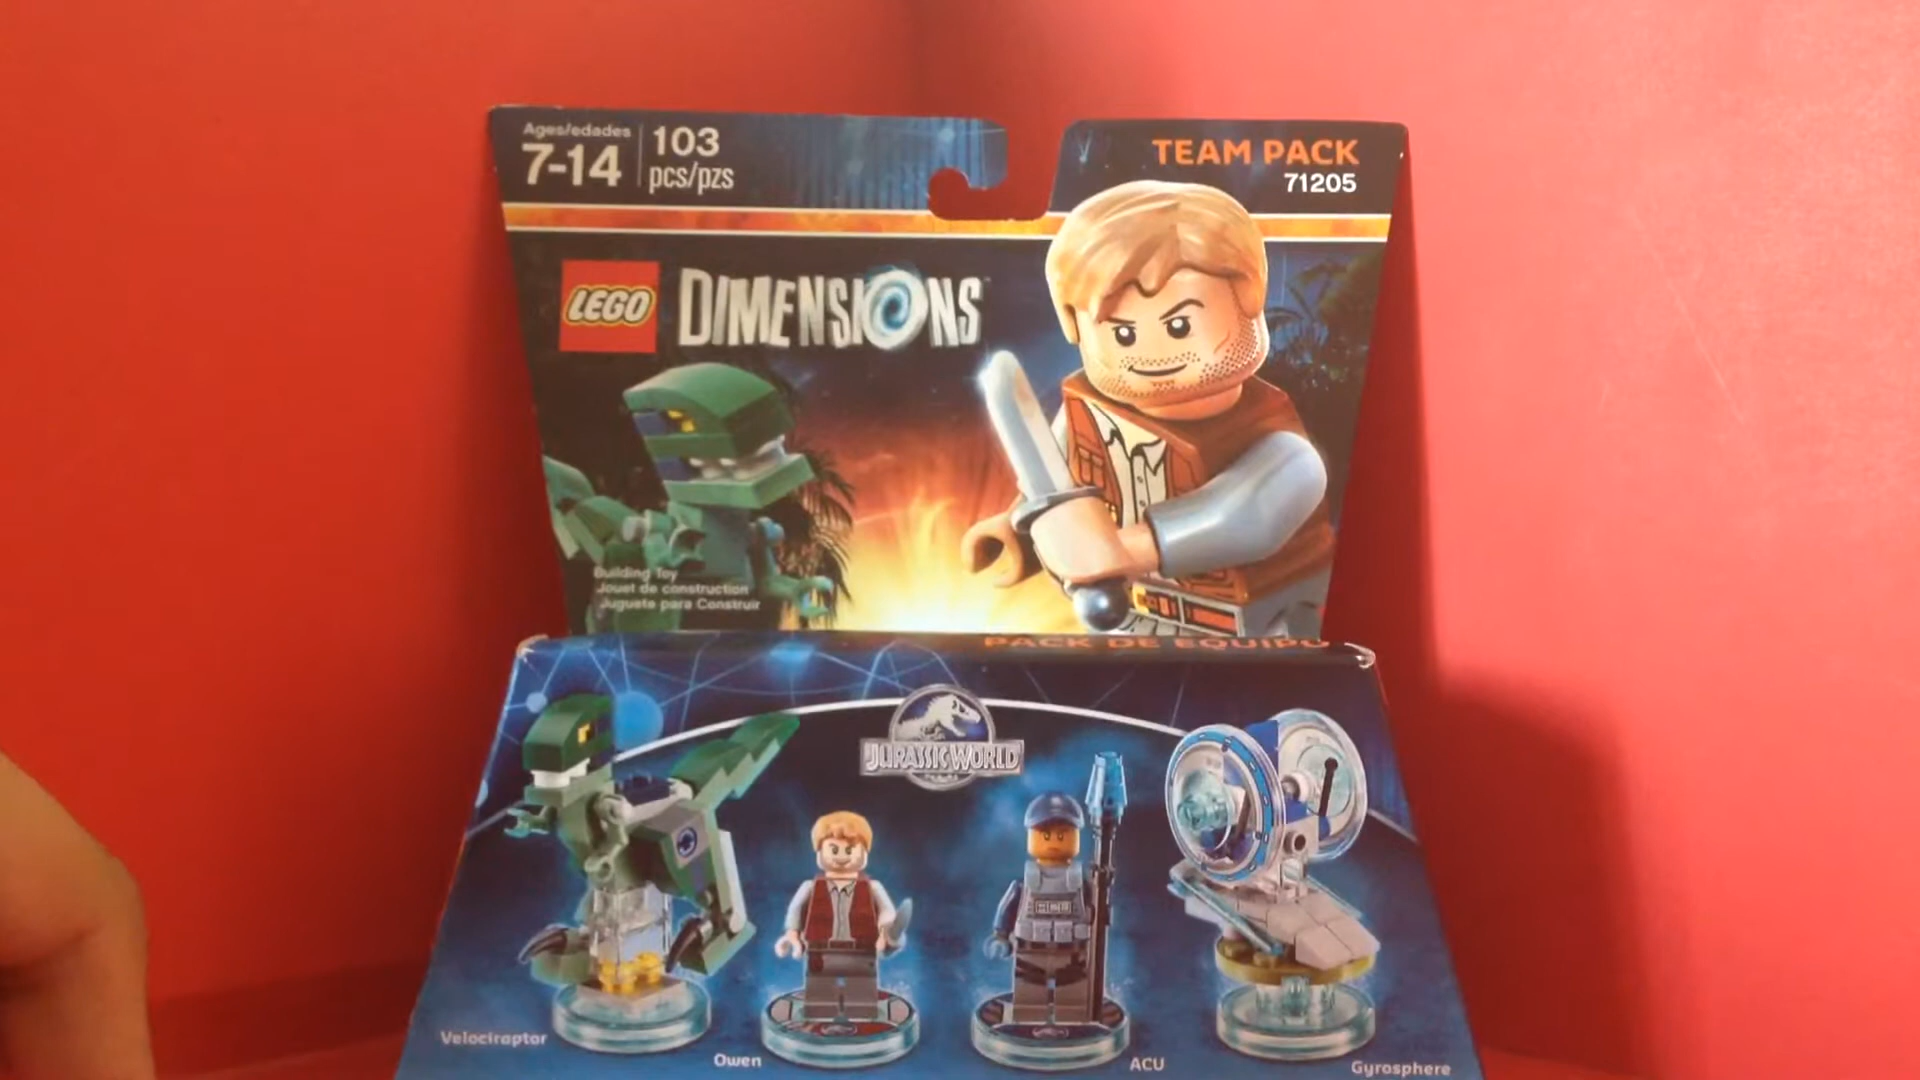 Ages/edades
7-14
103
pcs/pzs
TEAM PACK
71205
LEGO
DIMENSIONS™
Building Toy
Jouet de construction
Juguete para Construir
PACK DE EQUIPO
JURASSIC WORLD
Velociraptor
Owen
ACU
Gyrosphere